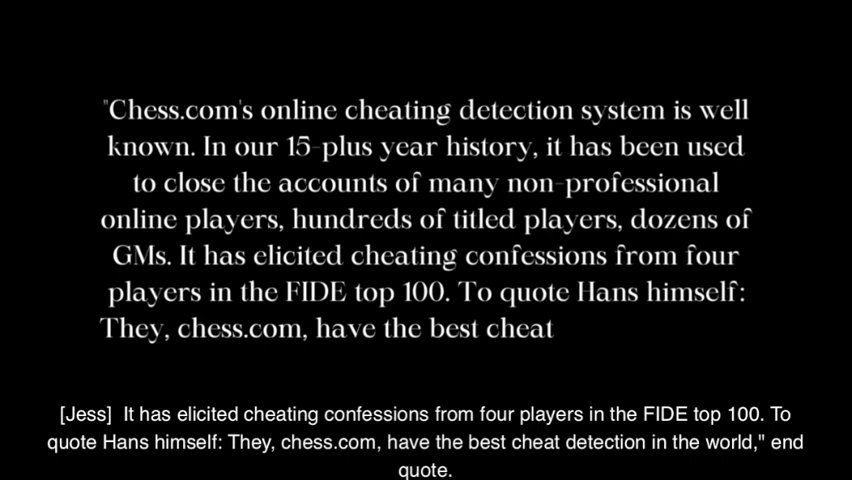 "Chess.com's online cheating detection system is well
known. In our 15-plus year history, it has been used
to close the accounts of many non-professional
online players, hundreds of titled players, dozens of
GMs. It has elicited cheating confessions from four
players in the FIDE top 100. To quote Hans himself:
They, chess.com, have the best cheat
[Jess]  It has elicited cheating confessions from four players in the FIDE top 100. To
quote Hans himself: They, chess.com, have the best cheat detection in the world," end
quote.